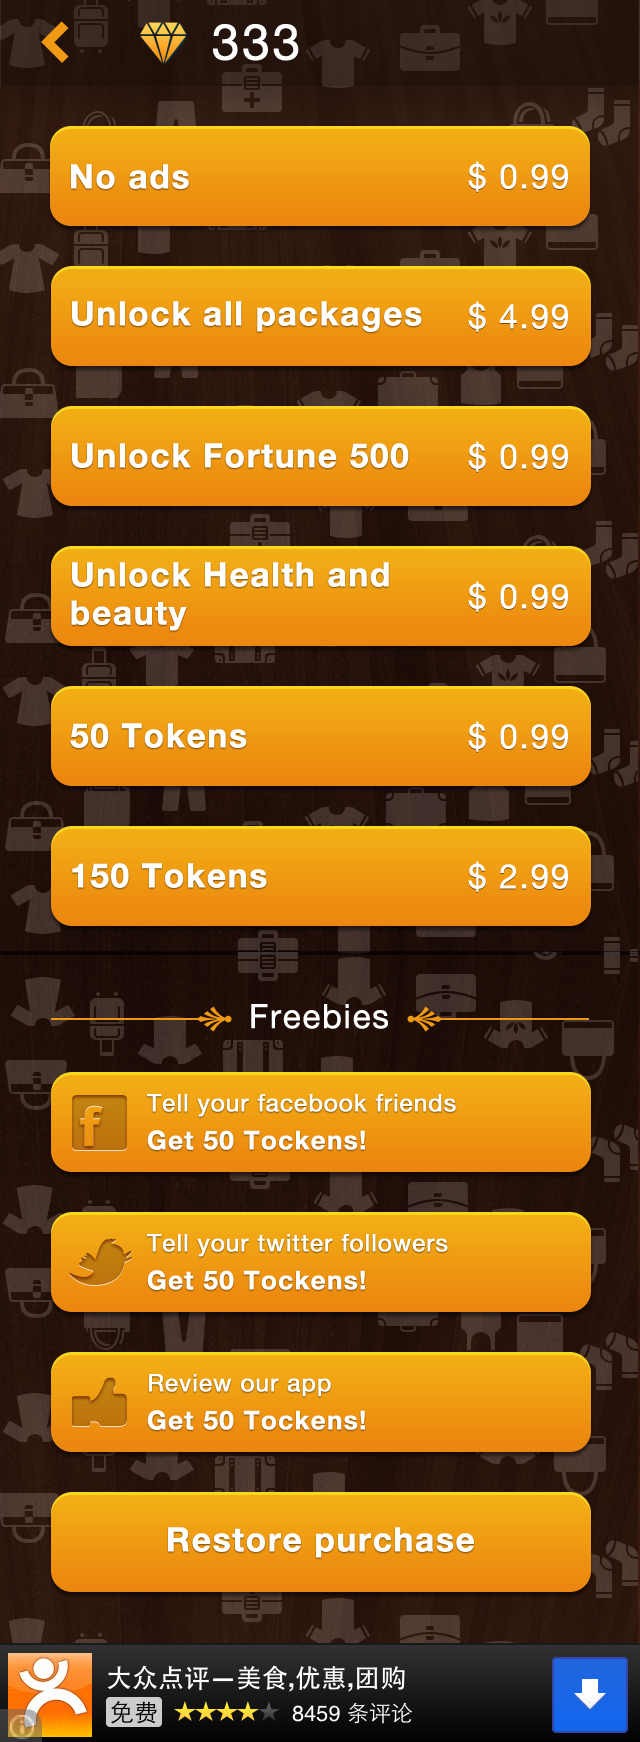 333
No ads $ 0.99
Unlock all packages $ 4.99
Unlock Fortune 500 $ 0.99
Unlock Health and
beauty $ 0.99
50 Tokens $ 0.99
150 Tokens $ 2.99
Freebies
Tell your facebook friends
Get 50 Tockens!
Tell your twitter followers
Get 50 Tockens!
Review our app
Get 50 Tockens!
Restore purchase
大众点评—美食,优惠,团购
免费 ★★★★★ 8459 条评论